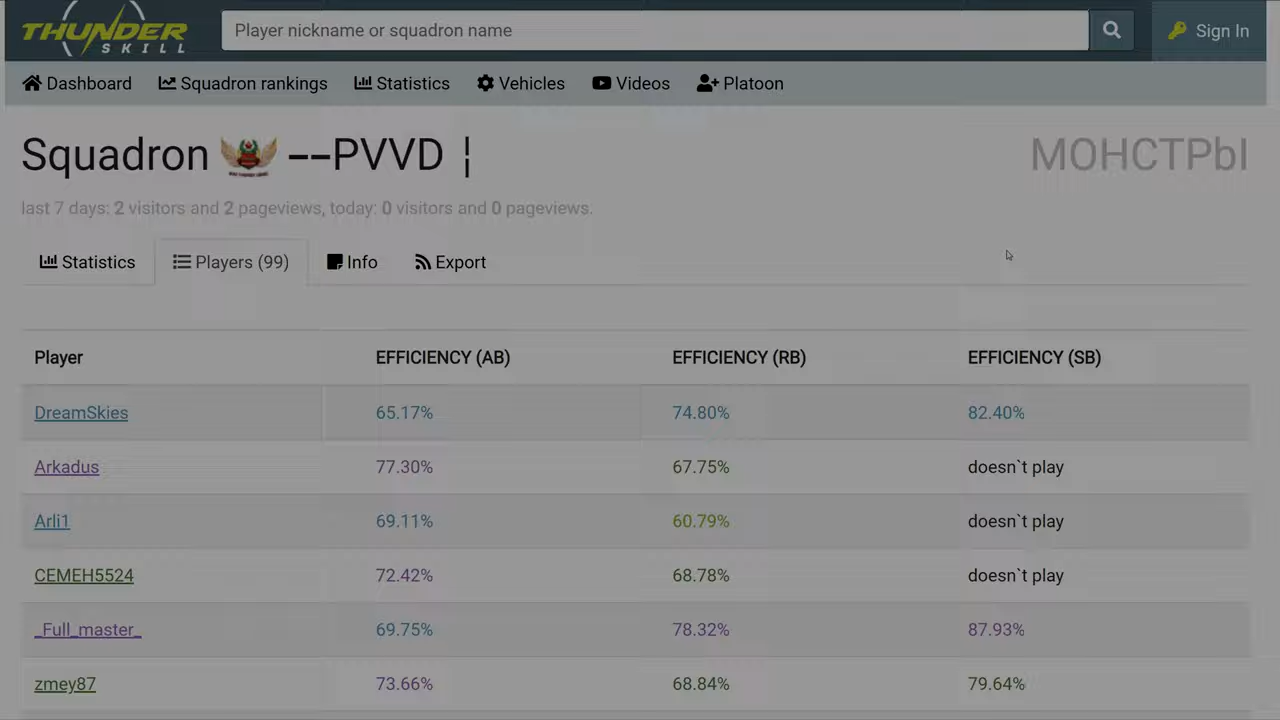 THUNDER SKILL
Player nickname or squadron name
Sign In
Dashboard Squadron rankings Statistics Vehicles Videos Platoon
Squadron --PVVD ¦ MOHCTPbI
last 7 days: 2 visitors and 2 pageviews, today: 0 visitors and 0 pageviews.
Statistics Players (99) Info Export
Player EFFICIENCY (AB) EFFICIENCY (RB) EFFICIENCY (SB)
DreamSkies 65.17% 74.80% 82.40%
Arkadus 77.30% 67.75% doesn`t play
Arli1 69.11% 60.79% doesn`t play
CEMEH5524 72.42% 68.78% doesn`t play
_Full_master_ 69.75% 78.32% 87.93%
zmey87 73.66% 68.84% 79.64%